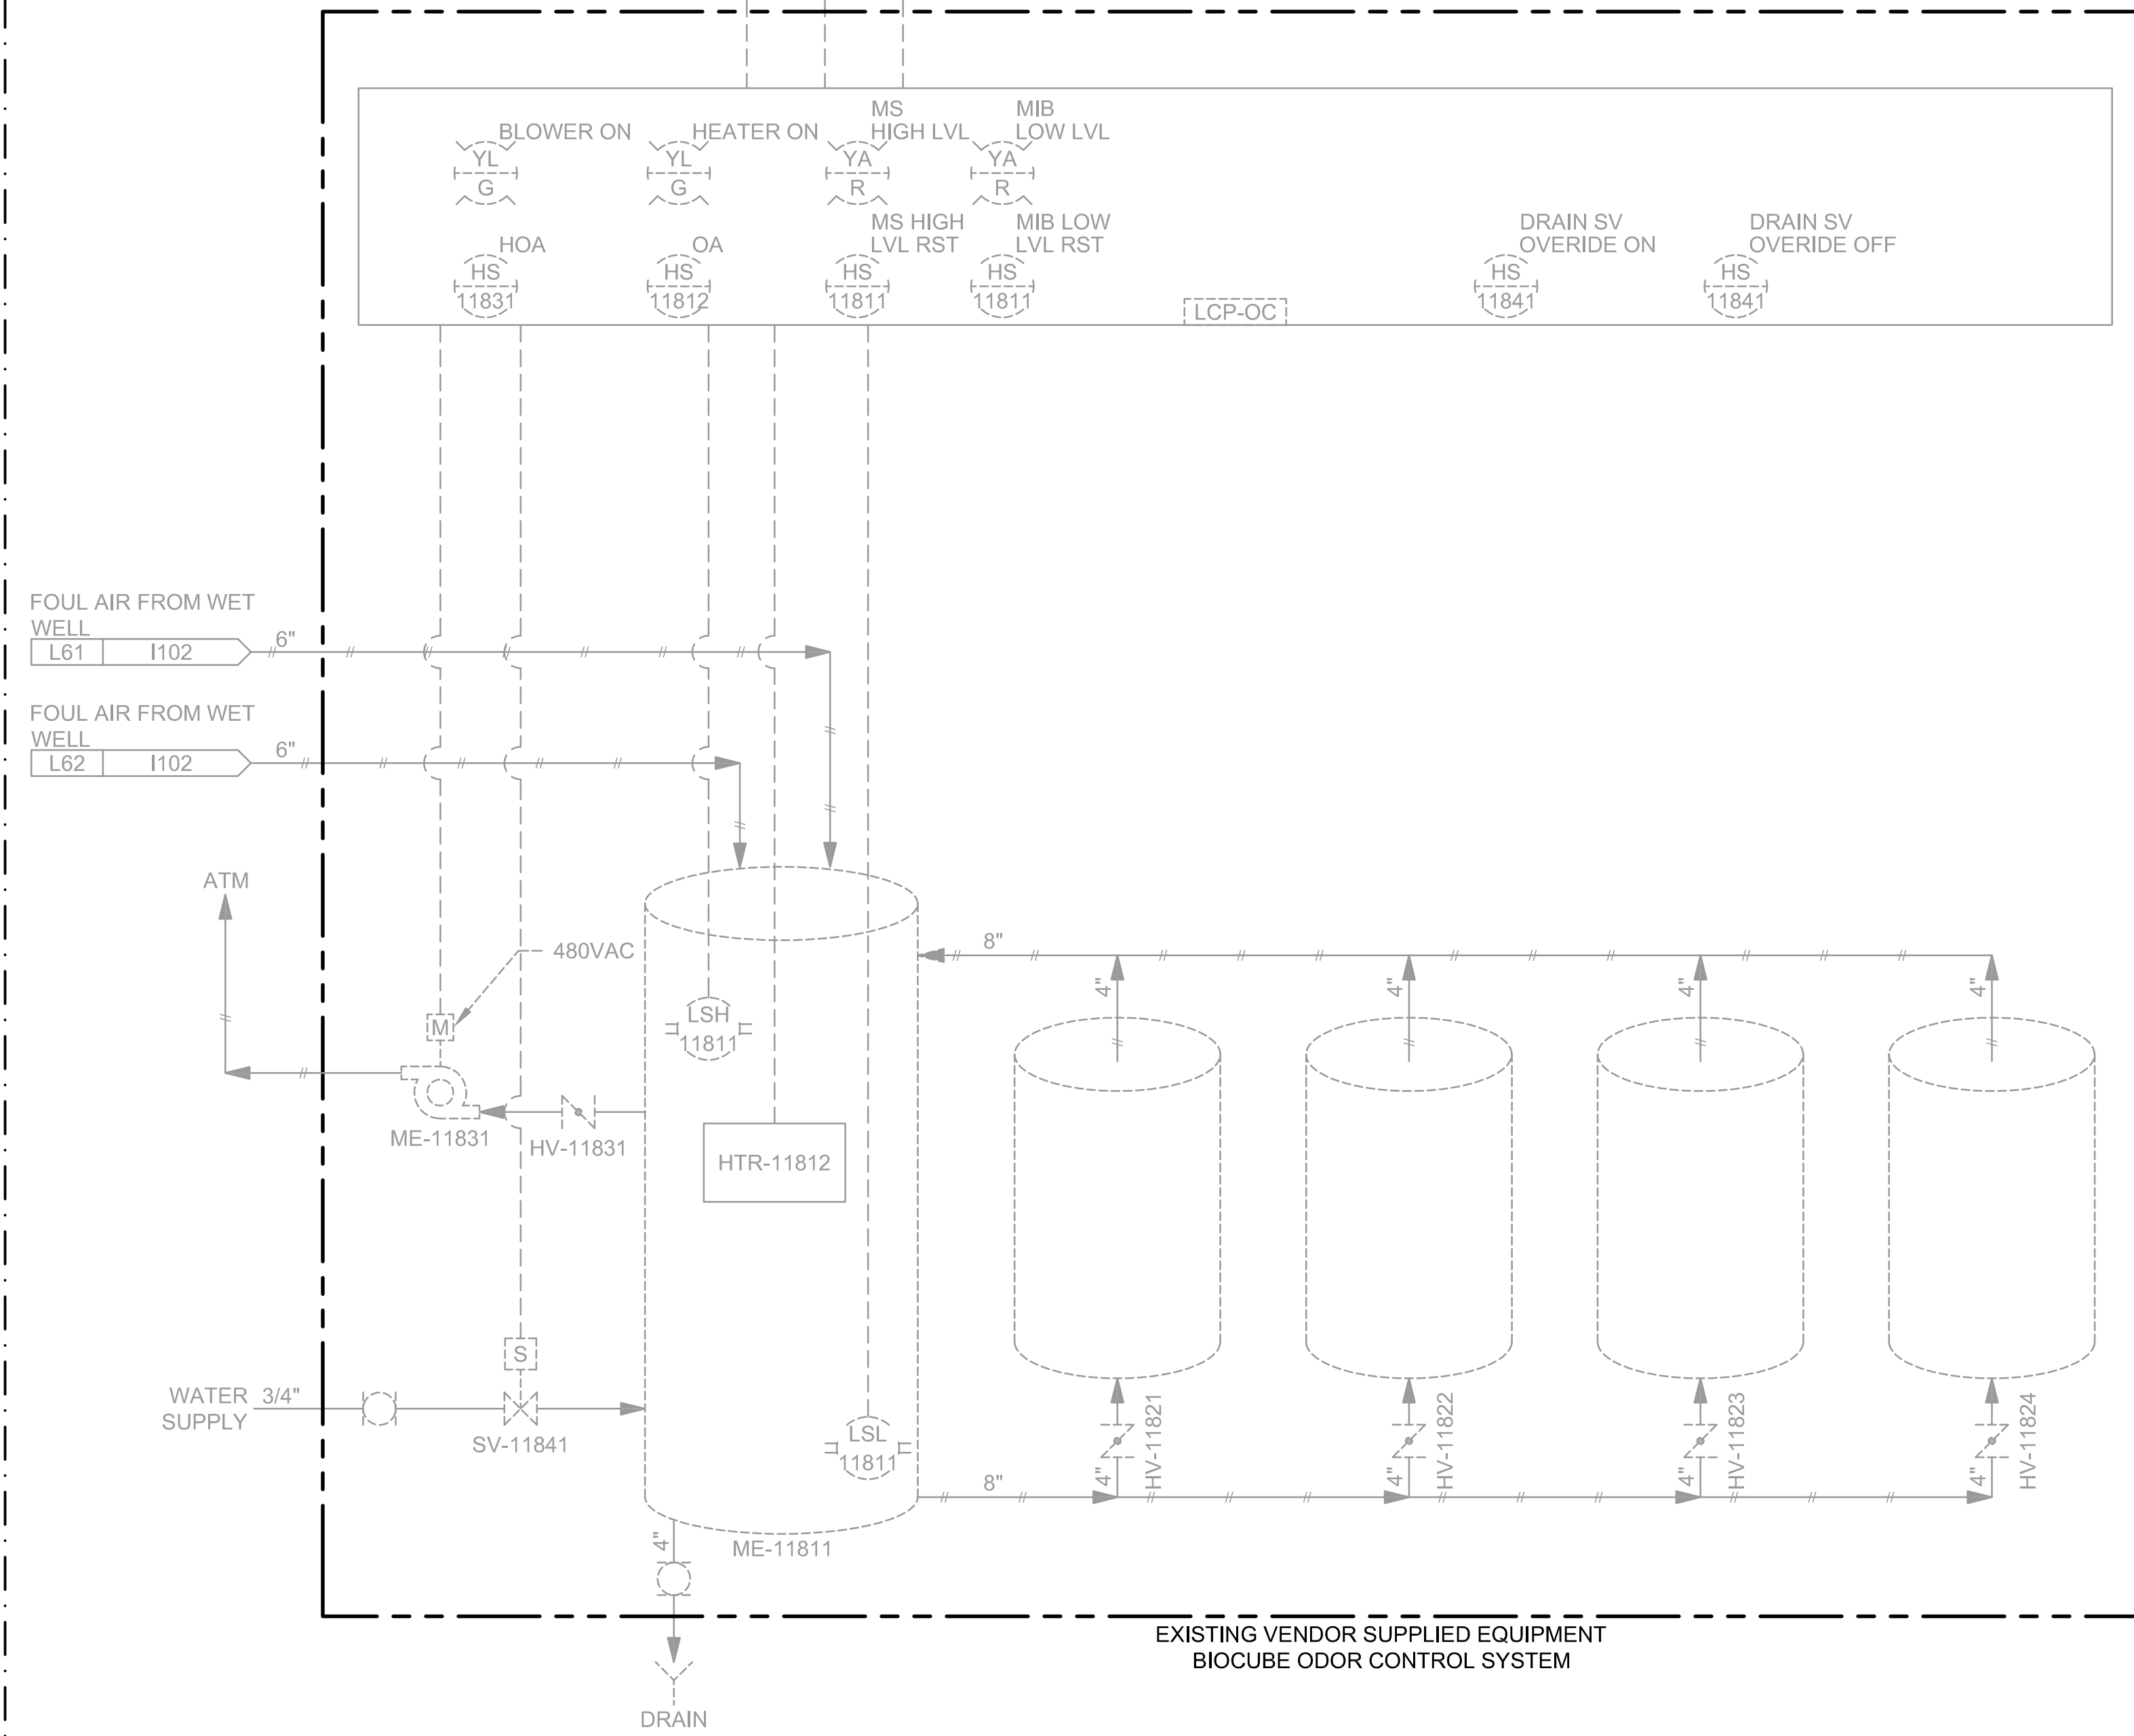 MS
HIGH LVL
MIB
LOW LVL
BLOWER ON
HEATER ON
YL
G
YL
G
YA
R
YA
R
MS HIGH
LVL RST
MIB LOW
LVL RST
DRAIN SV
OVERIDE ON
DRAIN SV
OVERIDE OFF
HOA
OA
HS
11831
HS
11812
HS
11811
HS
11811
HS
11841
HS
11841
LCP-OC
FOUL AIR FROM WET
WELL
L61 I102
6"
FOUL AIR FROM WET
WELL
L62 I102
6"
ATM
480VAC
8"
4"
4"
4"
4"
M
LSH
11811
ME-11831
HV-11831
HTR-11812
S
WATER
SUPPLY
3/4"
SV-11841
LSL
11811
8"
4"
HV-11821
4"
HV-11822
4"
HV-11823
4"
HV-11824
4"
ME-11811
DRAIN
EXISTING VENDOR SUPPLIED EQUIPMENT
BIOCUBE ODOR CONTROL SYSTEM